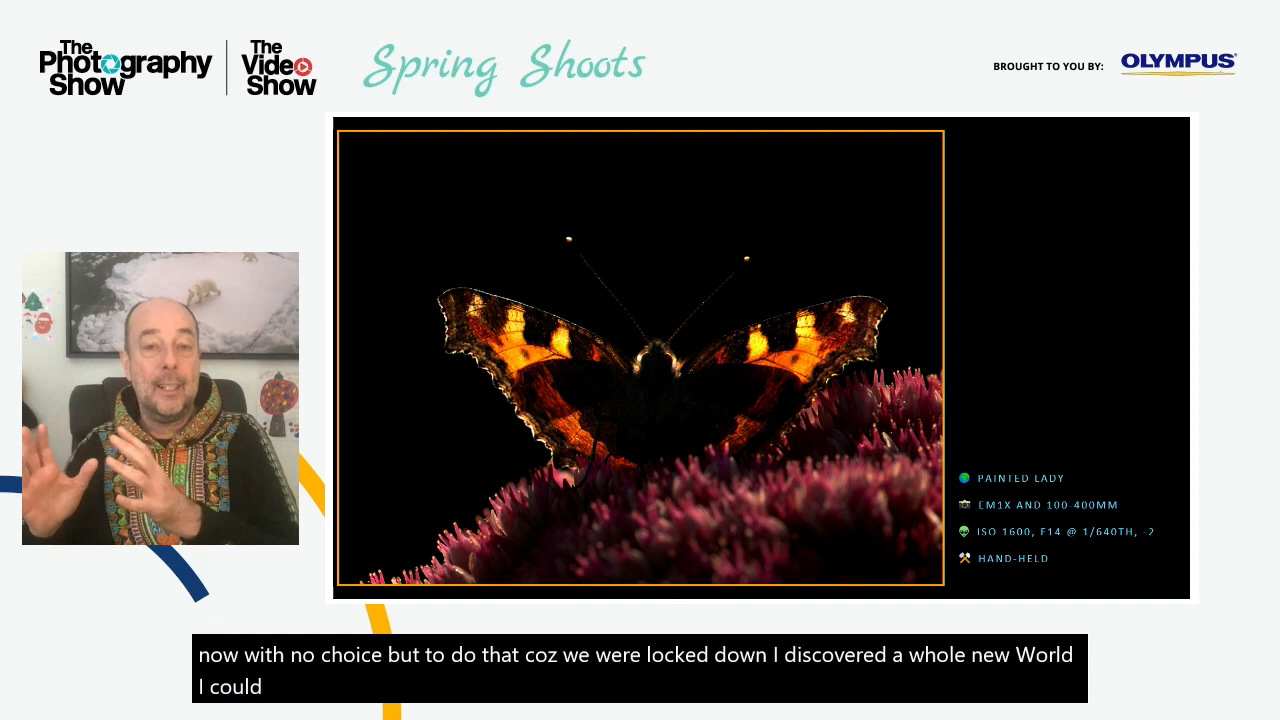 The Photography Show
The Video Show
Spring Shoots
BROUGHT TO YOU BY:
OLYMPUS
PAINTED LADY
EM1X AND 100-400MM
ISO 1600, F14 @ 1/640TH, -2
HAND-HELD
now with no choice but to do that coz we were locked down I discovered a whole new World
I could